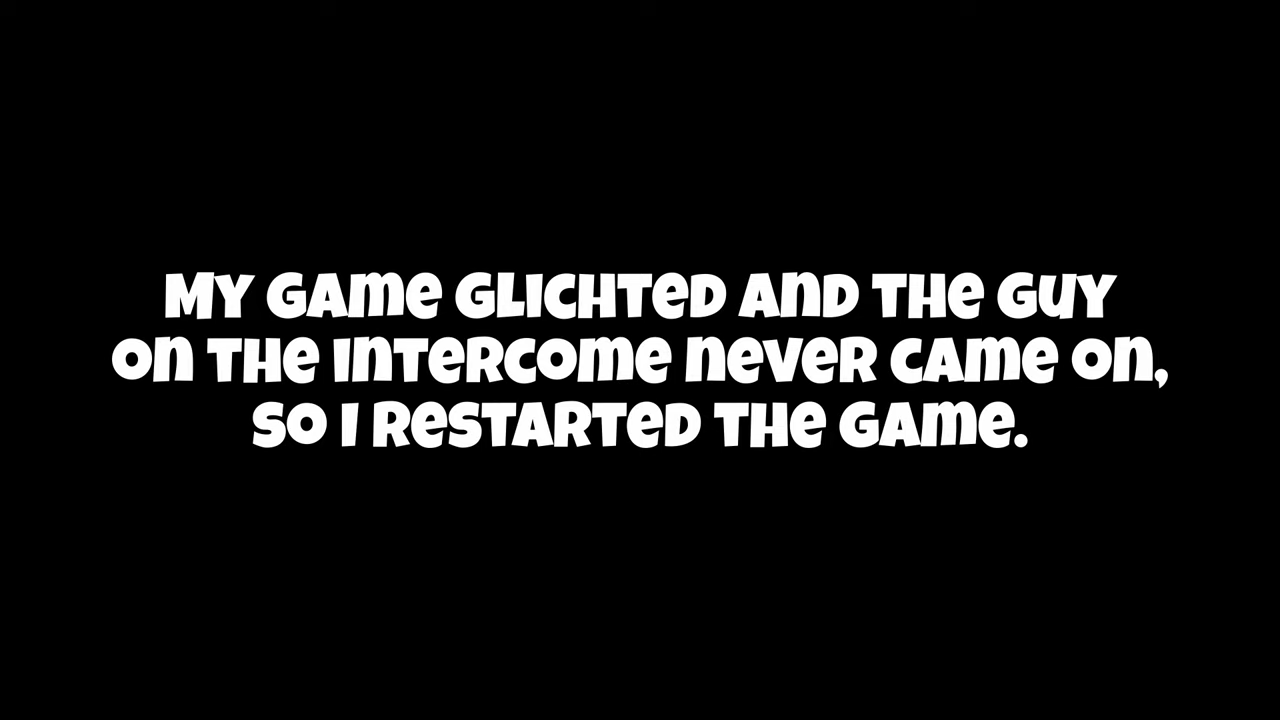 My game glichted and the guy
on the intercome never came on,
so I restarted the game.